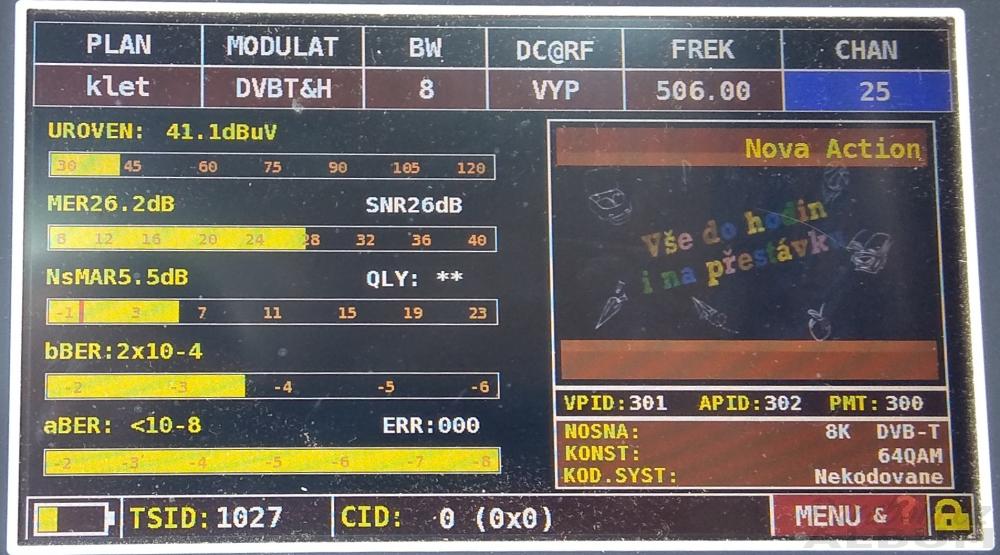 PLAN MODULAT BW DC@RF FREK CHAN
klet DVBT&H 8 VYP 506.00 25
UROVEN: 41.1dBuV
30 45 60 75 90 105 120
MER26.2dB SNR26dB
8 12 16 20 24 28 32 36 40
NsMAR5.5dB QLY: **
-1 3 7 11 15 19 23
bBER:2x10-4
-2 -3 -4 -5 -6
aBER: <10-8 ERR:000
-2 -3 -4 -5 -6 -7 -8
Nova Action
Vše do hodin
i na přestávku
VPID:301 APID:302 PMT:300
NOSNA: 8K DVB-T
KONST: 64QAM
KOD.SYST: Nekodovane
TSID:1027 CID: 0 (0x0) MENU & ?